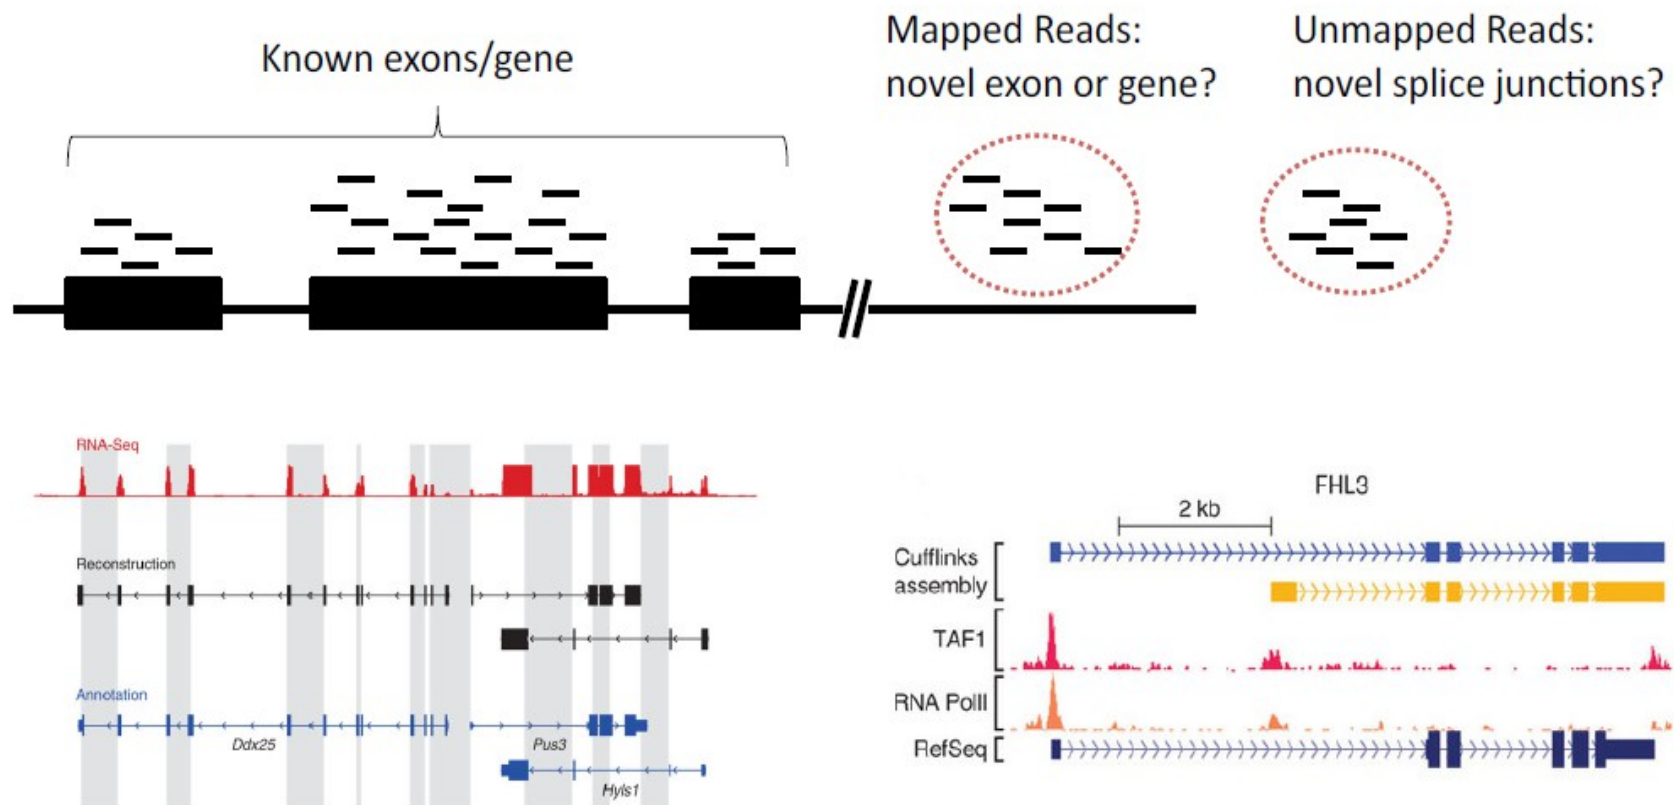 Known exons/gene
Mapped Reads:
novel exon or gene?
Unmapped Reads:
novel splice junctions?
RNA-Seq
Reconstruction
Annotation
Ddx25
Pus3
Hyls1
FHL3
2 kb
Cufflinks
assembly
TAF1
RNA PolII
RefSeq